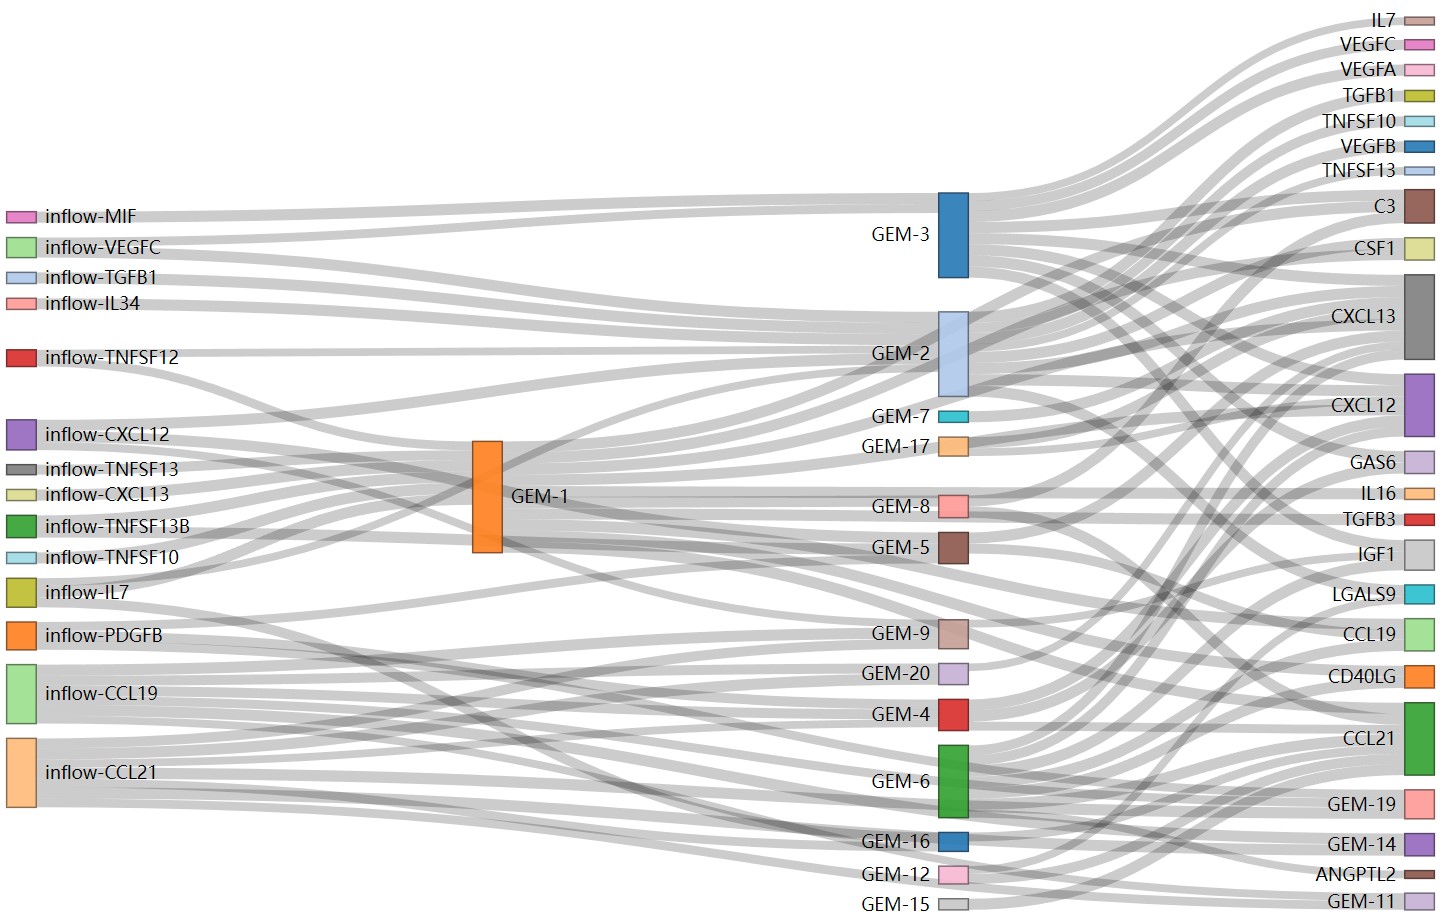 inflow-MIF
inflow-VEGFC
inflow-TGFB1
inflow-IL34
inflow-TNFSF12
inflow-CXCL12
inflow-TNFSF13
inflow-CXCL13
inflow-TNFSF13B
inflow-TNFSF10
inflow-IL7
inflow-PDGFB
inflow-CCL19
inflow-CCL21
GEM-1
GEM-3
GEM-2
GEM-7
GEM-17
GEM-8
GEM-5
GEM-9
GEM-20
GEM-4
GEM-6
GEM-16
GEM-12
GEM-15
IL7
VEGFC
VEGFA
TGFB1
TNFSF10
VEGFB
TNFSF13
C3
CSF1
CXCL13
CXCL12
GAS6
IL16
TGFB3
IGF1
LGALS9
CCL19
CD40LG
CCL21
GEM-19
GEM-14
ANGPTL2
GEM-11